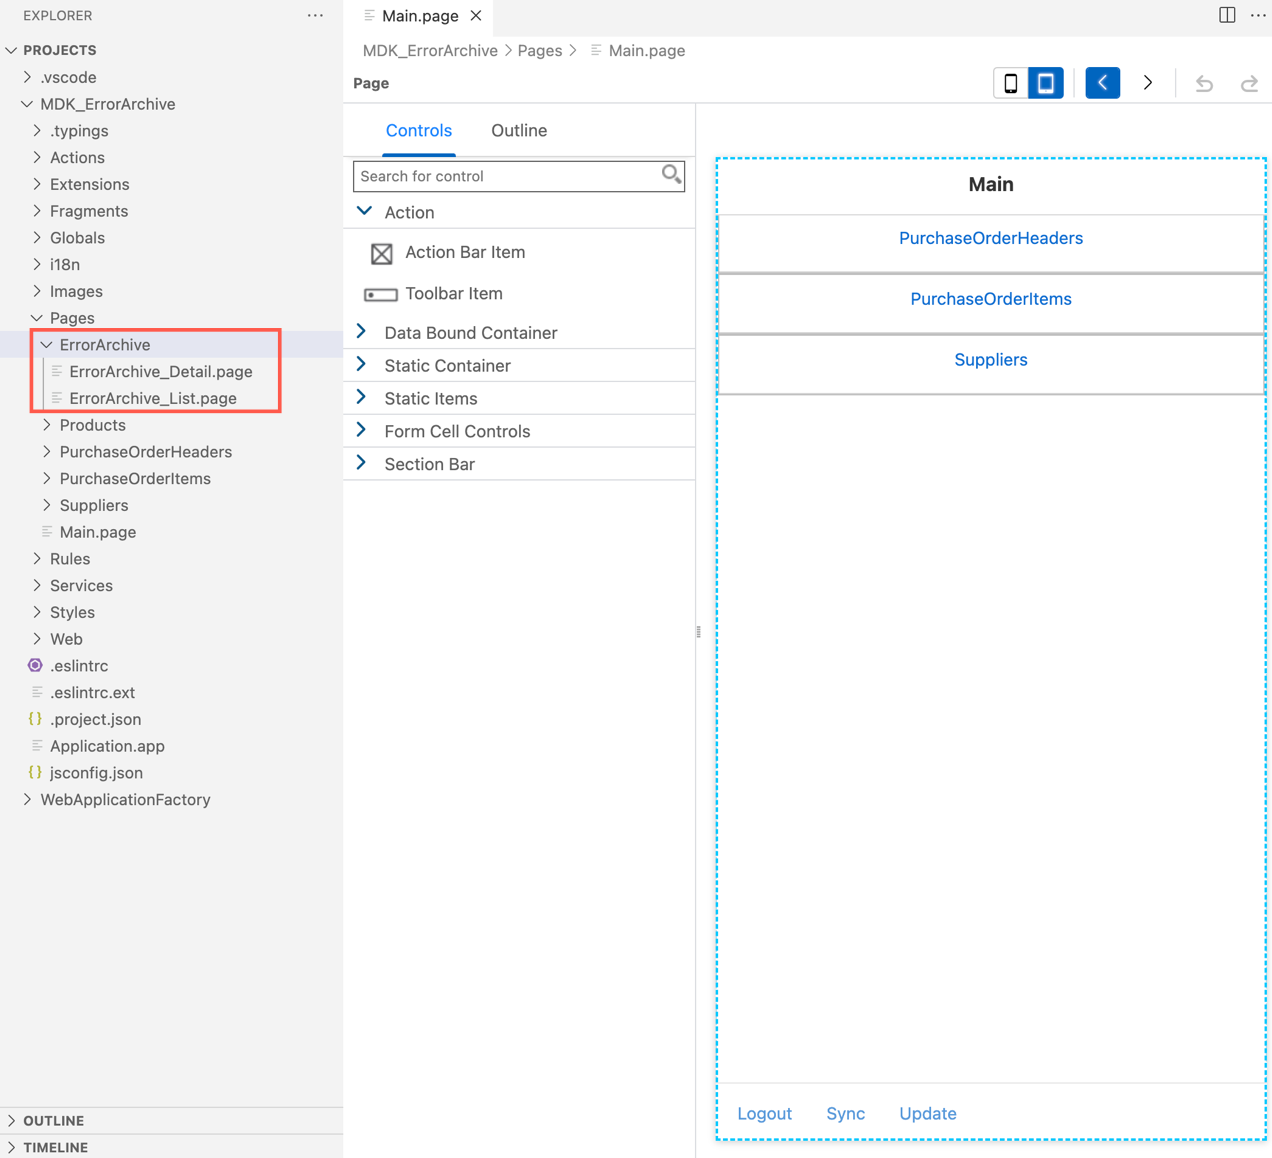 EXPLORER
PROJECTS
.vscode
MDK_ErrorArchive
.typings
Actions
Extensions
Fragments
Globals
i18n
Images
Pages
ErrorArchive
ErrorArchive_Detail.page
ErrorArchive_List.page
Products
PurchaseOrderHeaders
PurchaseOrderItems
Suppliers
Main.page
Rules
Services
Styles
Web
.eslintrc
.eslintrc.ext
.project.json
Application.app
jsconfig.json
WebApplicationFactory
OUTLINE
TIMELINE
Main.page
MDK_ErrorArchive > Pages > Main.page
Page
Controls Outline
Search for control
Action
Action Bar Item
Toolbar Item
Data Bound Container
Static Container
Static Items
Form Cell Controls
Section Bar
Main
PurchaseOrderHeaders
PurchaseOrderItems
Suppliers
Logout Sync Update